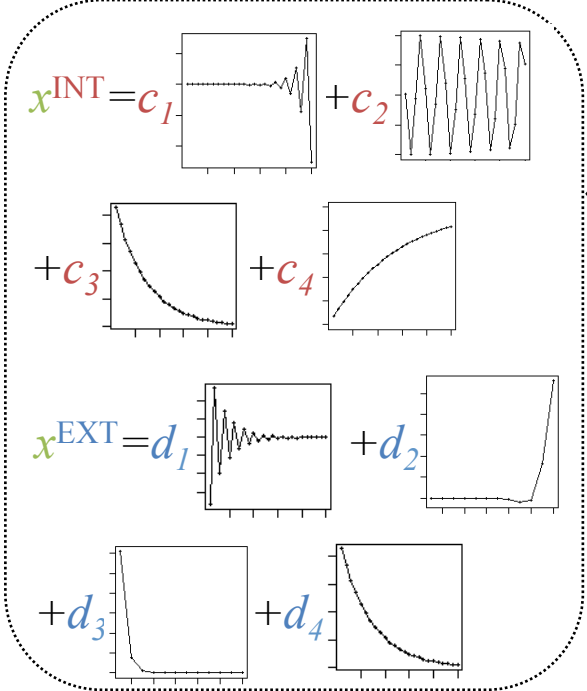 x^INT=c_1 +c_2
+c_3 +c_4
x^EXT=d_1 +d_2
+d_3 +d_4